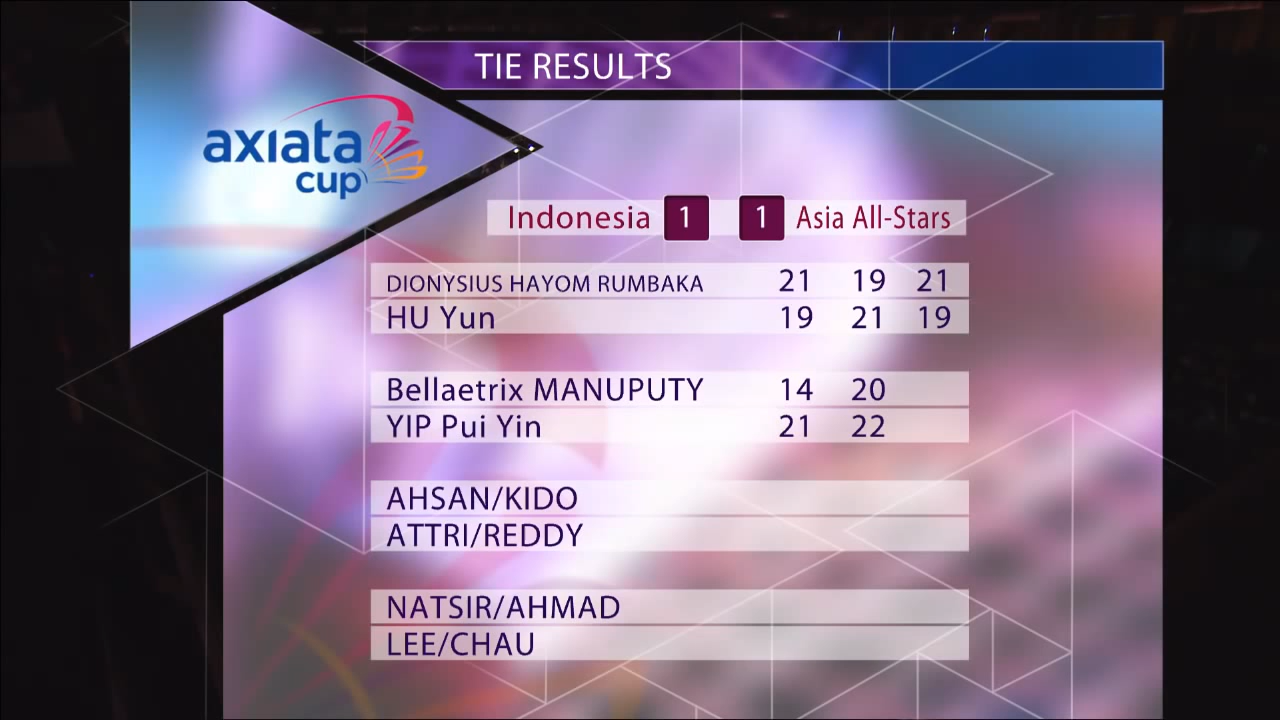 TIE RESULTS
axiata
cup
Indonesia 1 1 Asia All-Stars
DIONYSIUS HAYOM RUMBAKA 21 19 21
HU Yun 19 21 19
Bellaetrix MANUPUTY 14 20
YIP Pui Yin 21 22
AHSAN/KIDO
ATTRI/REDDY
NATSIR/AHMAD
LEE/CHAU